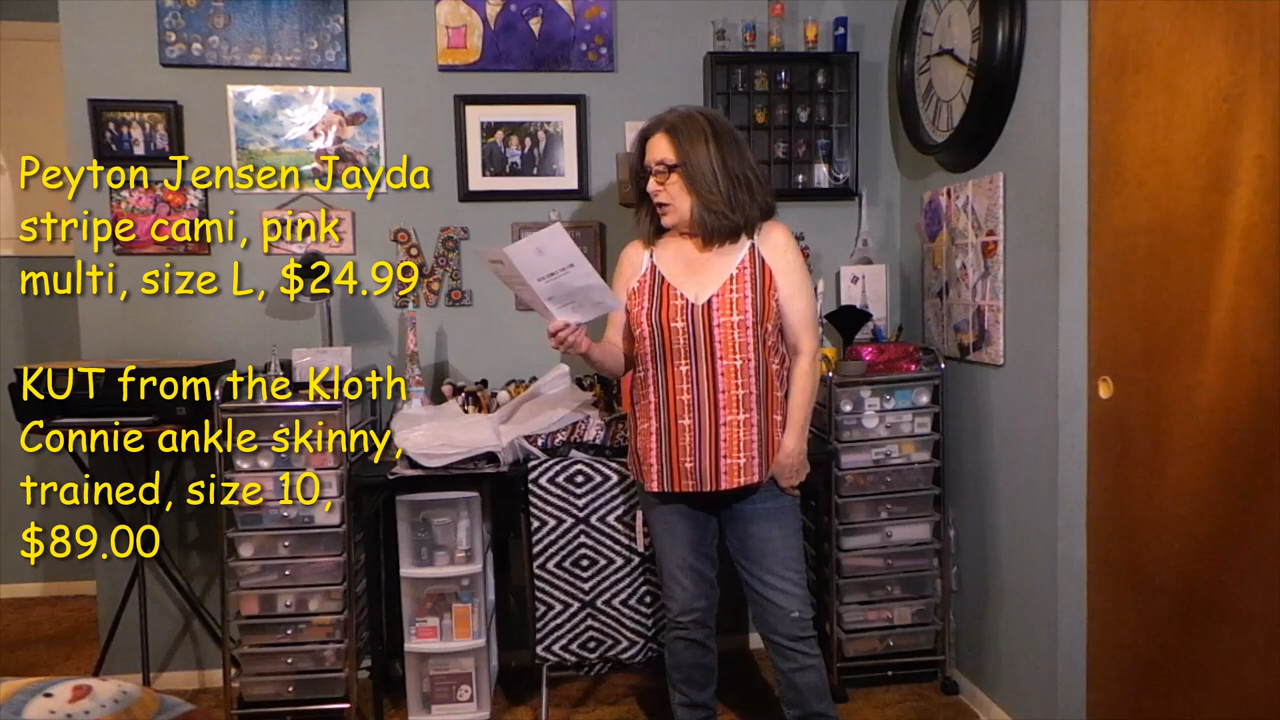 Peyton Jensen Jayda
stripe cami, pink
multi, size L, $24.99
KUT from the Kloth
Connie ankle skinny,
trained, size 10,
$89.00
M